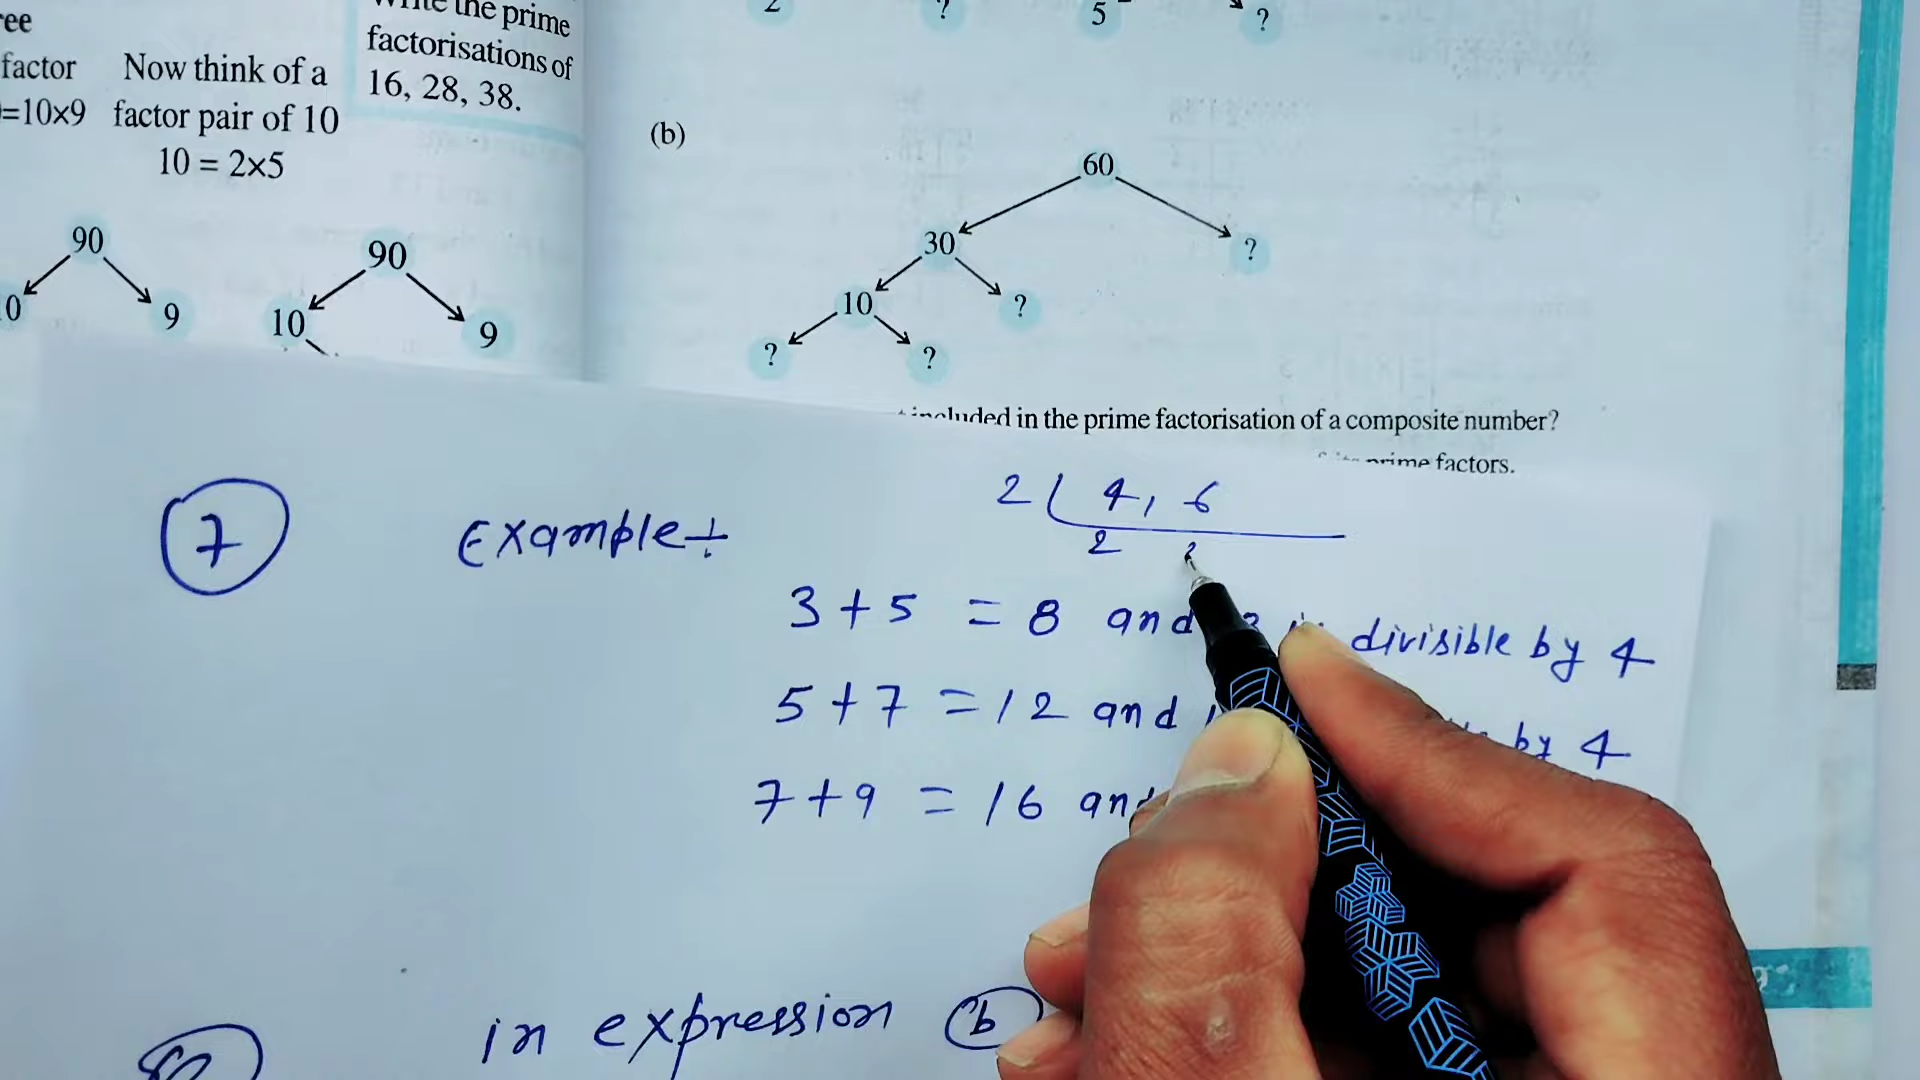 ree
factor
=10×9
Now think of a
factor pair of 10
10 = 2×5
Write the prime
factorisations of
16, 28, 38.
90
0
9
90
10
9
2
?
5
?
(b)
60
30
?
10
?
?
?
included in the prime factorisation of a composite number?
prime factors.
7
Example÷
2 4, 6
2
3 + 5 = 8 and divisible by 4
5 + 7 = 12 and by 4
7 + 9 = 16 and
in expression (b)